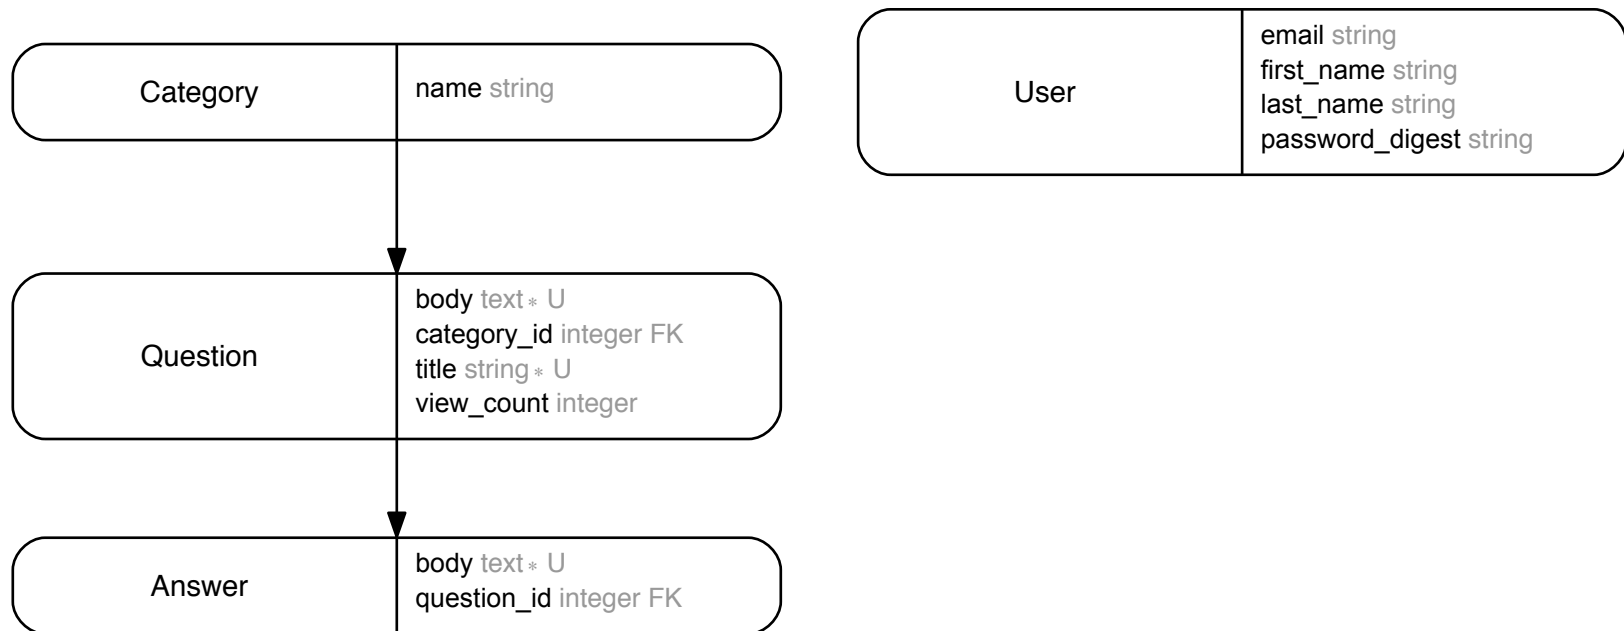 Category
name string
User
email string
first_name string
last_name string
password_digest string
Question
body text ∗ U
category_id integer FK
title string ∗ U
view_count integer
Answer
body text ∗ U
question_id integer FK